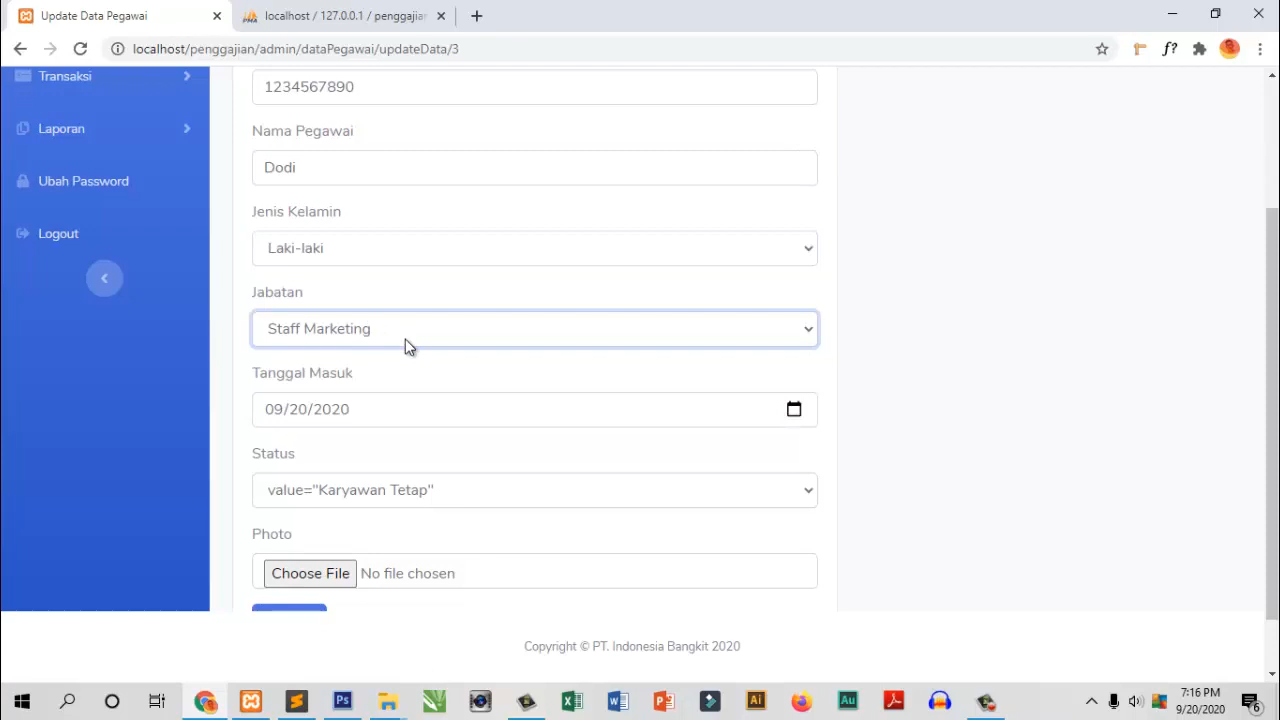 Update Data Pegawai
localhost / 127.0.0.1 / penggajian
localhost/penggajian/admin/dataPegawai/updateData/3
f?
Transaksi
Laporan
Ubah Password
Logout
1234567890
Nama Pegawai
Dodi
Jenis Kelamin
Laki-laki
Jabatan
Staff Marketing
Tanggal Masuk
09/20/2020
Status
value="Karyawan Tetap"
Photo
Choose File No file chosen
Copyright © PT. Indonesia Bangkit 2020
7:16 PM
9/20/2020
6